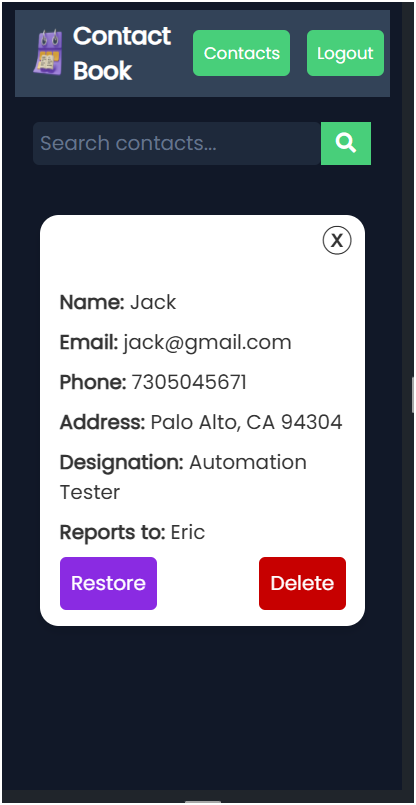 Contact
Book
Contacts
Logout
Search contacts...
X
Name: Jack
Email: jack@gmail.com
Phone: 7305045671
Address: Palo Alto, CA 94304
Designation: Automation
Tester
Reports to: Eric
Restore
Delete